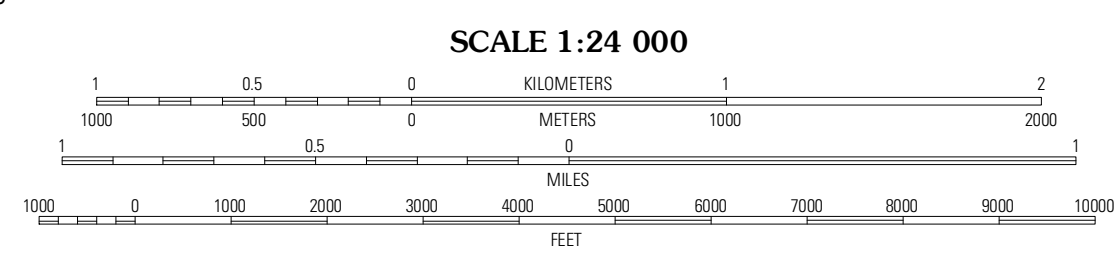 SCALE 1:24 000
1 0.5 0 KILOMETERS 1 2
1000 500 0 METERS 1000 2000
1 0.5 0 1
MILES
1000 0 1000 2000 3000 4000 5000 6000 7000 8000 9000 10000
FEET